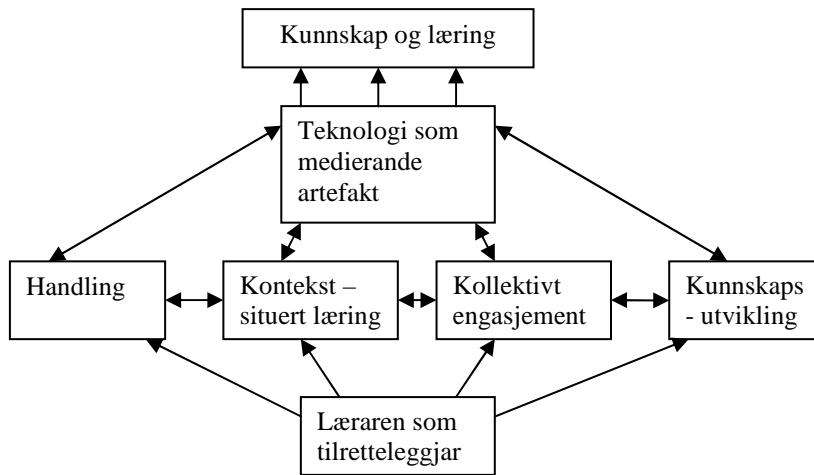 Kunnskap og læring
Teknologi som
medierande
artefakt
Handling
Kontekst –
situert læring
Kollektivt
engasjement
Kunnskaps
- utvikling
Læraren som
tilretteleggjar